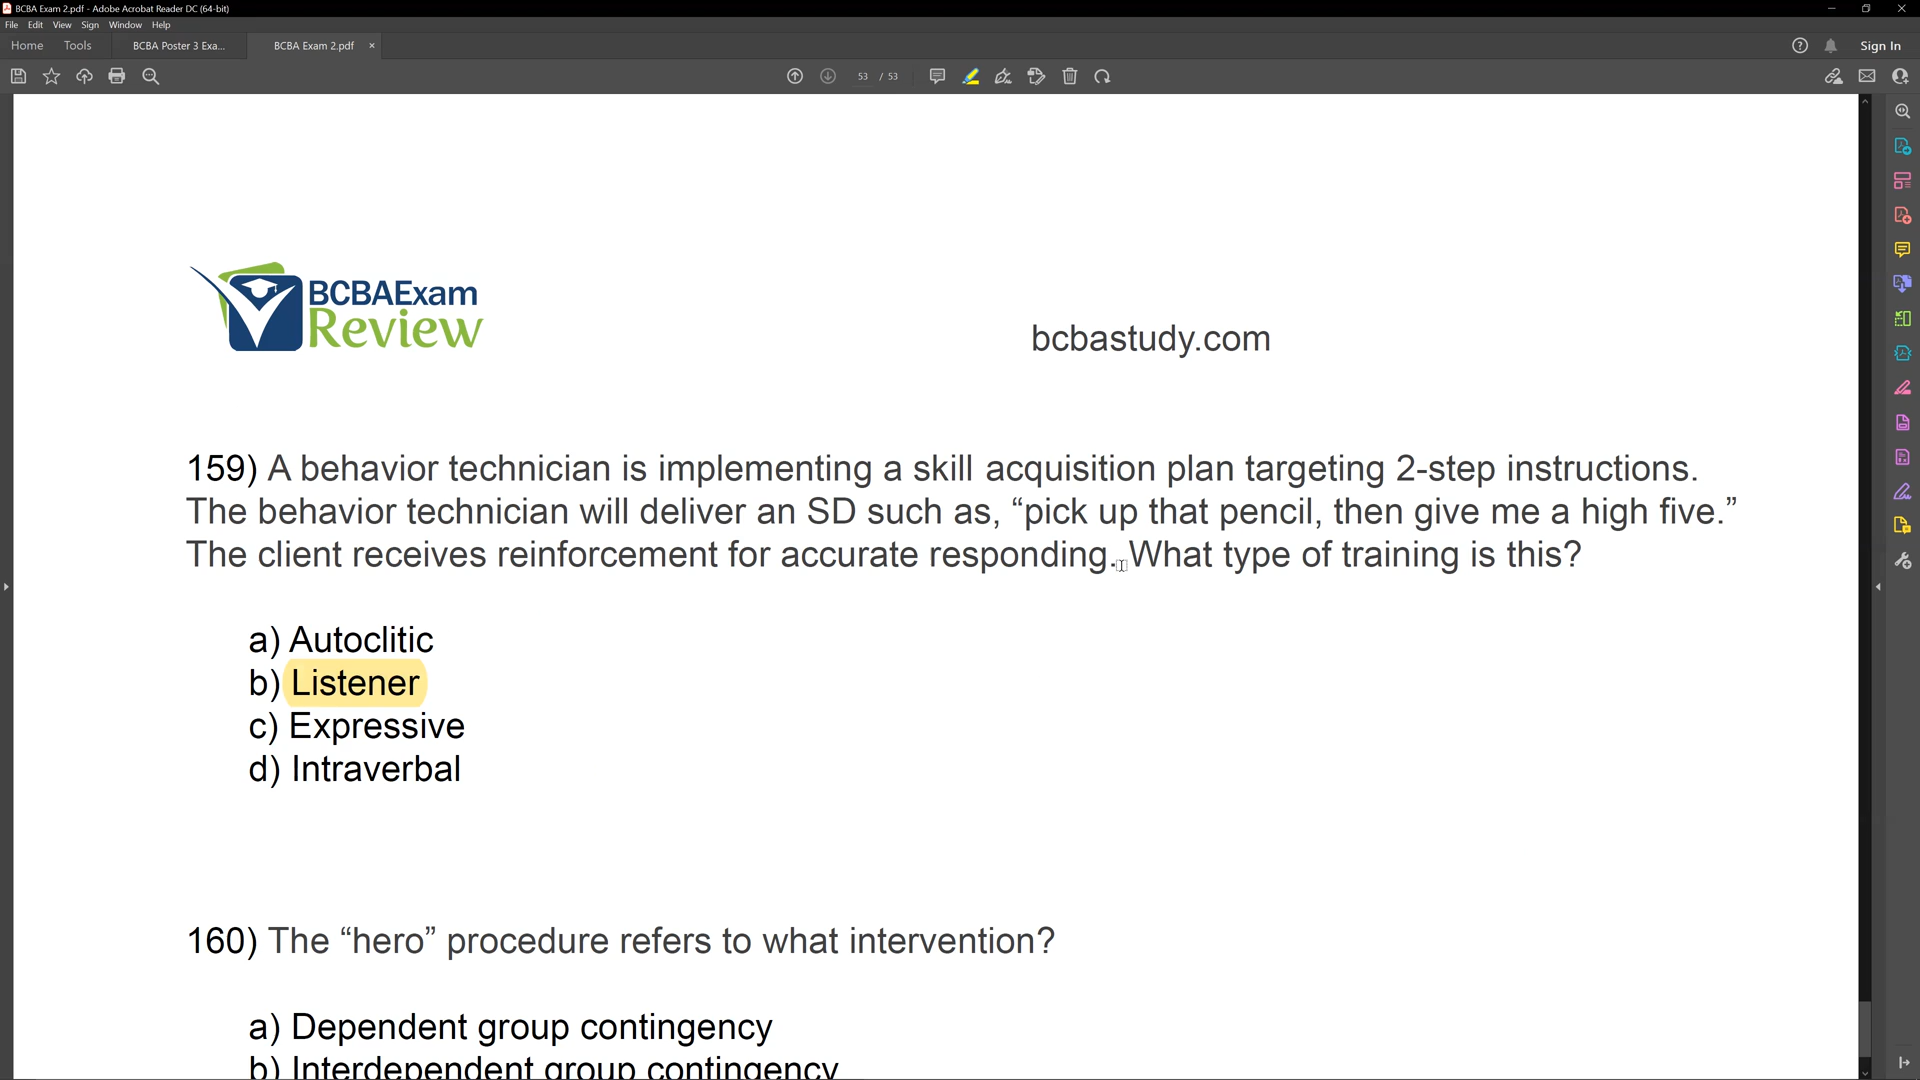 BCBA Exam 2.pdf - Adobe Acrobat Reader DC (64-bit)
File Edit View Sign Window Help
Home Tools BCBA Poster 3 Exa... BCBA Exam 2.pdf × Sign In
53 / 53
BCBAExam
Review
bcbastudy.com
159) A behavior technician is implementing a skill acquisition plan targeting 2-step instructions.
The behavior technician will deliver an SD such as, “pick up that pencil, then give me a high five.”
The client receives reinforcement for accurate responding. What type of training is this?
a) Autoclitic
b) Listener
c) Expressive
d) Intraverbal
160) The “hero” procedure refers to what intervention?
a) Dependent group contingency
b) Interdependent group contingency